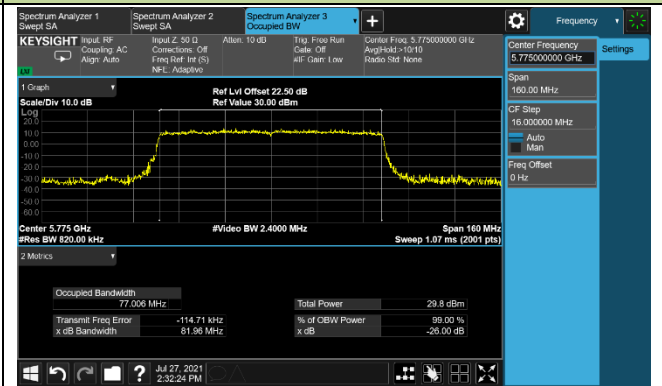 Spectrum Analyzer 1
Swept SA
Spectrum Analyzer 2
Swept SA
Spectrum Analyzer 3
Occupied BW
Frequency
KEYSIGHT
Input: RF
Coupling: AC
Align: Auto
Input Z: 50 Ω
Corrections: Off
Freq Ref: Int (S)
NFE: Adaptive
Atten: 10 dB
Trig: Free Run
Gate: Off
#IF Gain: Low
Center Freq: 5.775000000 GHz
Avg|Hold:>10/10
Radio Std: None
Center Frequency
5.775000000 GHz
Settings
Span
160.00 MHz
CF Step
16.000000 MHz
Auto
Man
Freq Offset
0 Hz
1 Graph
Scale/Div 10.0 dB
Ref Lvl Offset 22.50 dB
Ref Value 30.00 dBm
Log
20.0
10.0
0.00
-10.0
-20.0
-30.0
-40.0
-50.0
-60.0
Center 5.775 GHz
#Res BW 820.00 kHz
#Video BW 2.4000 MHz
Span 160 MHz
Sweep 1.07 ms (2001 pts)
2 Metrics
Occupied Bandwidth
77.006 MHz
Total Power
29.8 dBm
Transmit Freq Error
-114.71 kHz
% of OBW Power
99.00 %
x dB Bandwidth
81.96 MHz
x dB
-26.00 dB
?
Jul 27, 2021
2:32:24 PM